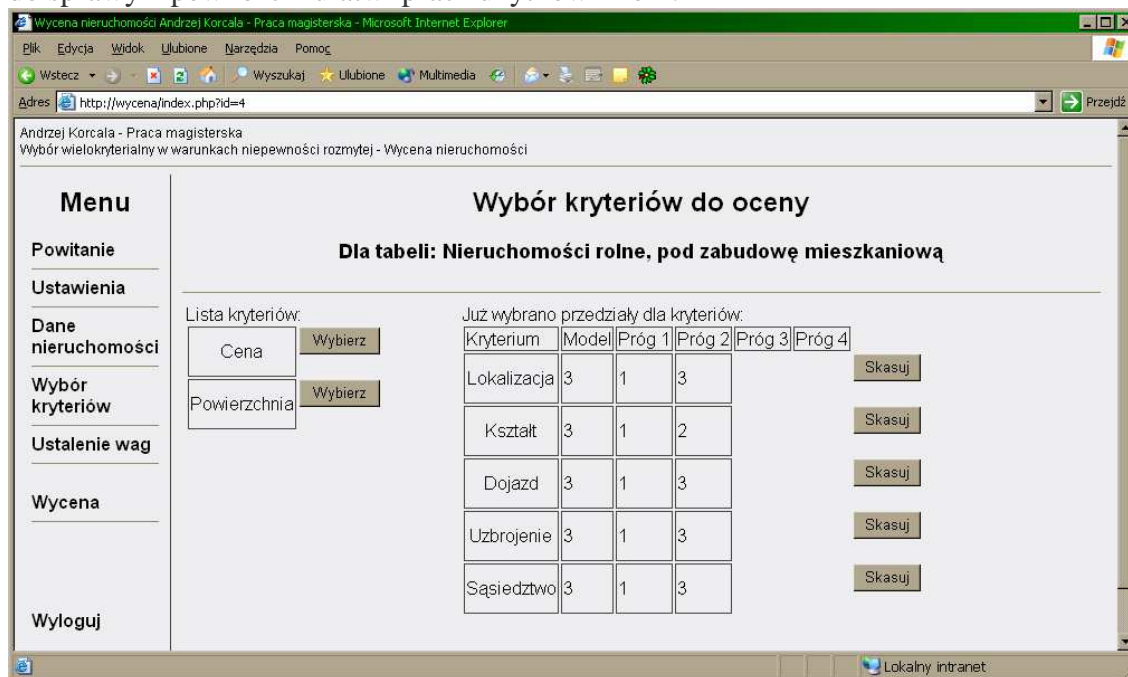 Wycena nieruchomości Andrzej Korcala - Praca magisterska - Microsoft Internet Explorer
Plik Edycja Widok Ulubione Narzędzia Pomoc
Wstecz Wyszukaj Ulubione Multimedia
Adres http://wycena/index.php?id=4 Przejdź
Andrzej Korcala - Praca magisterska
Wybór wielokryterialny w warunkach niepewności rozmytej - Wycena nieruchomości
Menu
Powitanie
Ustawienia
Dane
nieruchomości
Wybór
kryteriów
Ustalenie wag
Wycena
Wyloguj
Wybór kryteriów do oceny
Dla tabeli: Nieruchomości rolne, pod zabudowę mieszkaniową
Lista kryteriów:
Cena Wybierz
Powierzchnia Wybierz
Już wybrano przedziały dla kryteriów:
Kryterium Model Próg 1 Próg 2 Próg 3 Próg 4
Lokalizacja 3 1 3 Skasuj
Kształt 3 1 2 Skasuj
Dojazd 3 1 3 Skasuj
Uzbrojenie 3 1 3 Skasuj
Sąsiedztwo 3 1 3 Skasuj
Lokalny intranet